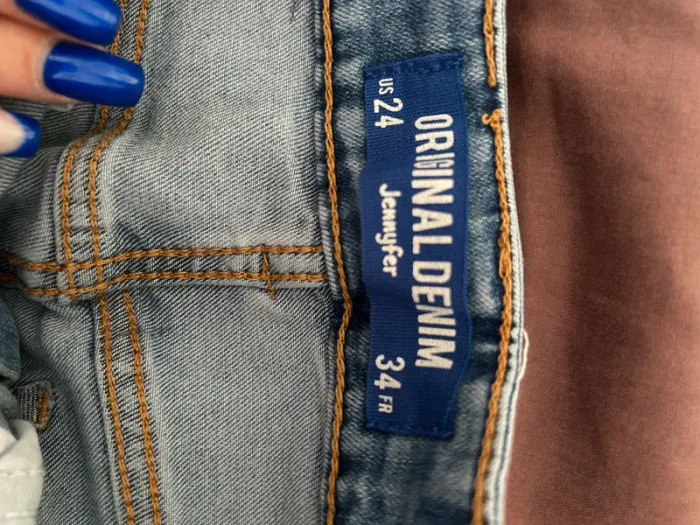 ORIGINAL DENIM
Jennyfer
US 24
34 FR